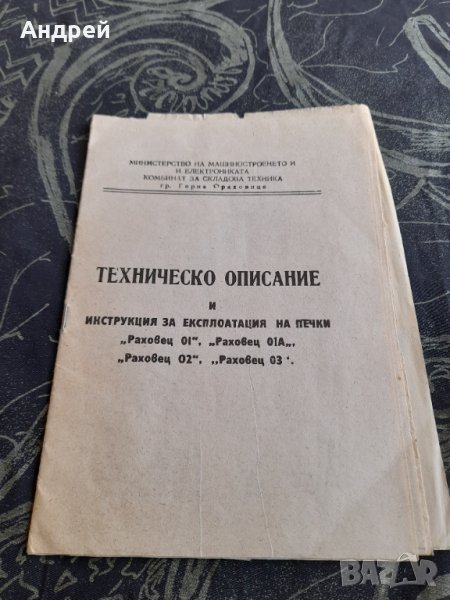 Андрей
МИНИСТЕРСТВО НА МАШИНОСТРОЕНЕТО И
И ЕЛЕКТРОНИКАТА
КОМБИНАТ ЗА СКЛАДОВА ТЕХНИКА
гр. Горна Оряховица
ТЕХНИЧЕСКО ОПИСАНИЕ
И
ИНСТРУКЦИЯ ЗА ЕКСПЛОАТАЦИЯ НА ПЕЧКИ
„Раховец 01“, „Раховец 01А„,
„Раховец 02“, ,,Раховец 03‘.
BAZAR